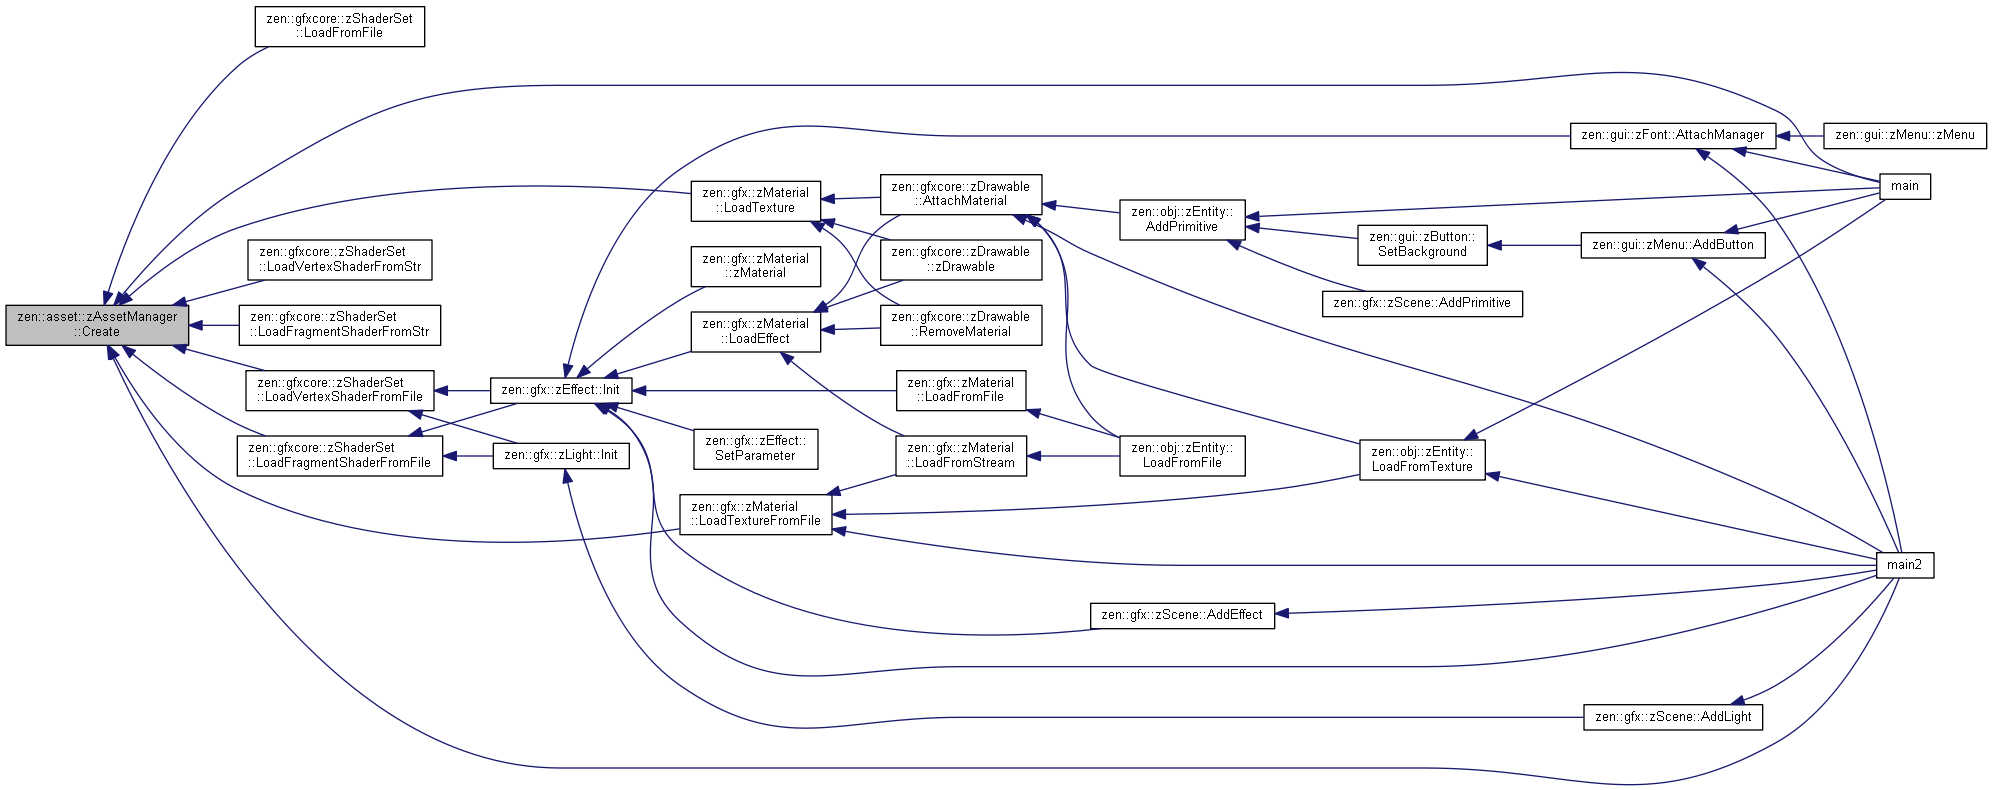 zen::gfxcore::zShaderSet
::LoadFromFile
zen::gui::zFont::AttachManager
zen::gui::zMenu::zMenu
zen::gfx::zMaterial
::LoadTexture
zen::gfxcore::zDrawable
::AttachMaterial
main
zen::obj::zEntity::
AddPrimitive
zen::gfxcore::zShaderSet
::LoadVertexShaderFromStr
zen::gfx::zMaterial
::zMaterial
zen::gfxcore::zDrawable
::zDrawable
zen::gui::zButton::
SetBackground
zen::gui::zMenu::AddButton
zen::gfx::zScene::AddPrimitive
zen::asset::zAssetManager
::Create
zen::gfxcore::zShaderSet
::LoadFragmentShaderFromStr
zen::gfx::zMaterial
::LoadEffect
zen::gfxcore::zDrawable
::RemoveMaterial
zen::gfxcore::zShaderSet
::LoadVertexShaderFromFile
zen::gfx::zEffect::Init
zen::gfx::zMaterial
::LoadFromFile
zen::gfxcore::zShaderSet
::LoadFragmentShaderFromFile
zen::gfx::zLight::Init
zen::gfx::zEffect::
SetParameter
zen::gfx::zMaterial
::LoadFromStream
zen::obj::zEntity::
LoadFromFile
zen::obj::zEntity::
LoadFromTexture
zen::gfx::zMaterial
::LoadTextureFromFile
main2
zen::gfx::zScene::AddEffect
zen::gfx::zScene::AddLight